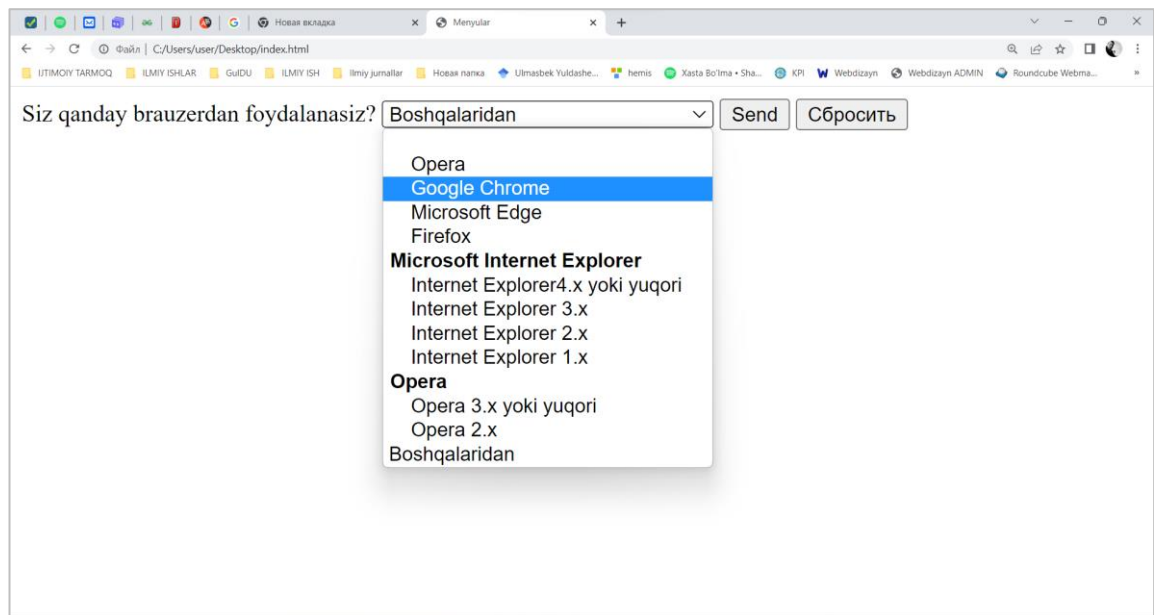 Новая вкладка
Menyular
Файл | C:/Users/user/Desktop/index.html
IJTIMOIY TARMOQ ILMIY ISHLAR GulDU ILMIY ISH Ilmiy jurnallar Новая папка Ulmasbek Yuldashe... hemis Xasta Bo'lma • Sha... KPI Webdizayn Webdizayn ADMIN Roundcube Webma... »
Siz qanday brauzerdan foydalanasiz? Boshqalaridan Send Сбросить
Opera
Google Chrome
Microsoft Edge
Firefox
Microsoft Internet Explorer
Internet Explorer4.x yoki yuqori
Internet Explorer 3.x
Internet Explorer 2.x
Internet Explorer 1.x
Opera
Opera 3.x yoki yuqori
Opera 2.x
Boshqalaridan